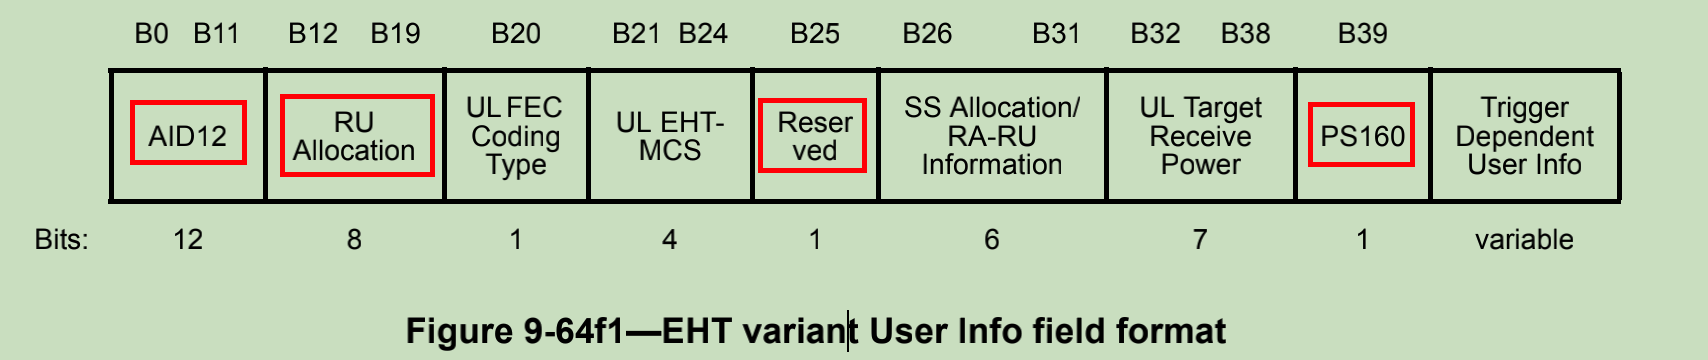 B0 B11 B12 B19 B20 B21 B24 B25 B26 B31 B32 B38 B39
AID12
RU
Allocation
UL FEC
Coding
Type
UL EHT-
MCS
Reser
ved
SS Allocation/
RA-RU
Information
UL Target
Receive
Power
PS160
Trigger
Dependent
User Info
Bits: 12 8 1 4 1 6 7 1 variable
Figure 9-64f1—EHT variant User Info field format